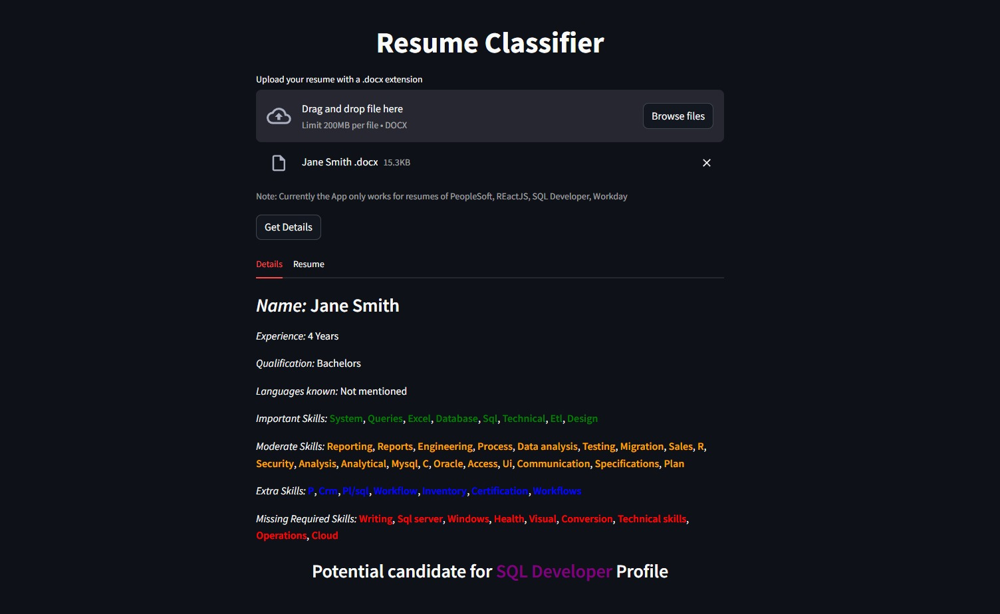 Resume Classifier
Upload your resume with a .docx extension
Drag and drop file here
Limit 200MB per file • DOCX
Browse files
Jane Smith .docx 15.3KB
Note: Currently the App only works for resumes of PeopleSoft, REactJS, SQL Developer, Workday
Get Details
Details Resume
Name: Jane Smith
Experience: 4 Years
Qualification: Bachelors
Languages known: Not mentioned
Important Skills: System, Queries, Excel, Database, Sql, Technical, Etl, Design
Moderate Skills: Reporting, Reports, Engineering, Process, Data analysis, Testing, Migration, Sales, R,
Security, Analysis, Analytical, Mysql, C, Oracle, Access, Ui, Communication, Specifications, Plan
Extra Skills: P, Crm, Pl/sql, Workflow, Inventory, Certification, Workflows
Missing Required Skills: Writing, Sql server, Windows, Health, Visual, Conversion, Technical skills,
Operations, Cloud
Potential candidate for SQL Developer Profile